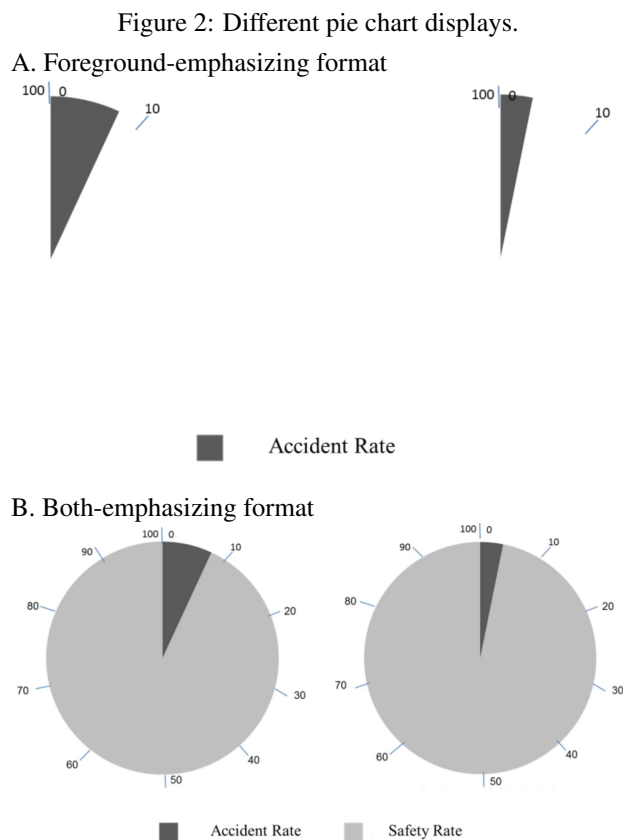 Figure 2: Different pie chart displays.
A. Foreground-emphasizing format
100 0 10 100 0 10
Accident Rate
B. Both-emphasizing format
100 0 100 0
90 10 90 10
80 20 80 20
70 30 70 30
60 40 60 40
50 50
Accident Rate Safety Rate